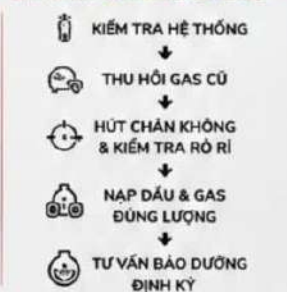 KIỂM TRA HỆ THỐNG
THU HỒI GAS CŨ
HÚT CHÂN KHÔNG
& KIỂM TRA RÒ RỈ
NẠP DẦU & GAS
ĐÚNG LƯỢNG
TƯ VẤN BẢO DƯỠNG
ĐỊNH KỲ